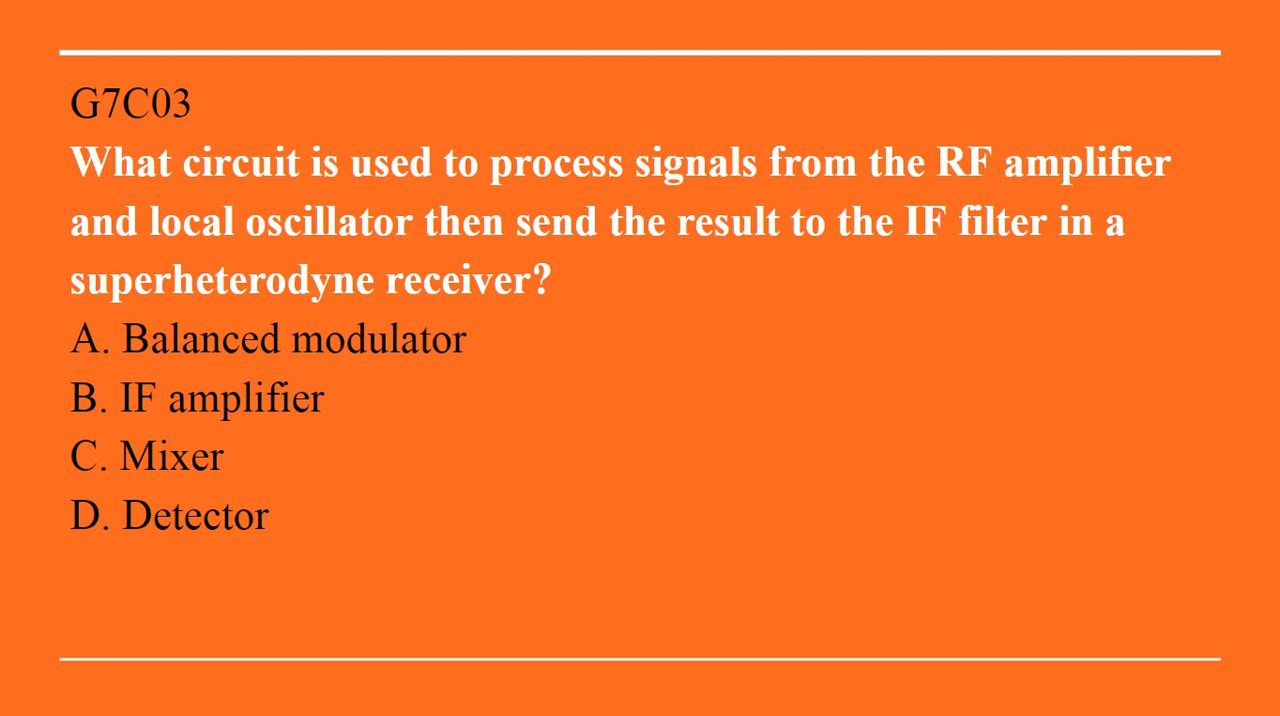 G7C03
What circuit is used to process signals from the RF amplifier
and local oscillator then send the result to the IF filter in a
superheterodyne receiver?
A. Balanced modulator
B. IF amplifier
C. Mixer
D. Detector